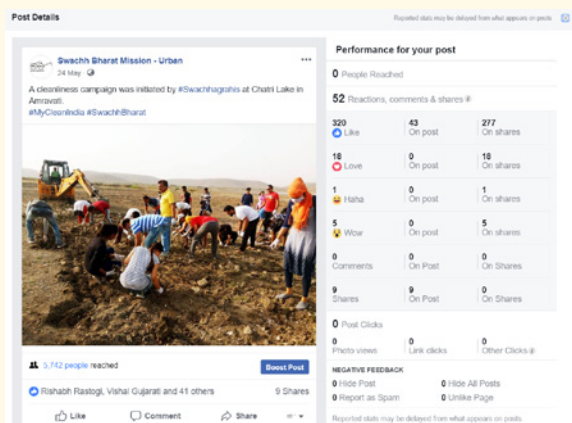 Post Details
Reported stats may be delayed from what appears on posts
Swachh Bharat Mission - Urban
24 May
A cleanliness campaign was initiated by #Swachhagrahis at Chatri Lake in
Amravati.
#MyCleanIndia #SwachhBharat
5,742 people reached
Boost Post
Rishabh Rastogi, Vishal Gujarati and 41 others
9 Shares
Like
Comment
Share
Performance for your post
0 People Reached
52 Reactions, comments & shares
320 43 277
Like On post On shares
18 0 18
Love On post On shares
1 0 1
Haha On post On shares
5 0 5
Wow On post On shares
0 0 0
Comments On Post On Shares
9 9 0
Shares On Post On Shares
0 Post Clicks
0 0 0
Photo views Link clicks Other Clicks
NEGATIVE FEEDBACK
0 Hide Post 0 Hide All Posts
0 Report as Spam 0 Unlike Page
Reported stats may be delayed from what appears on posts